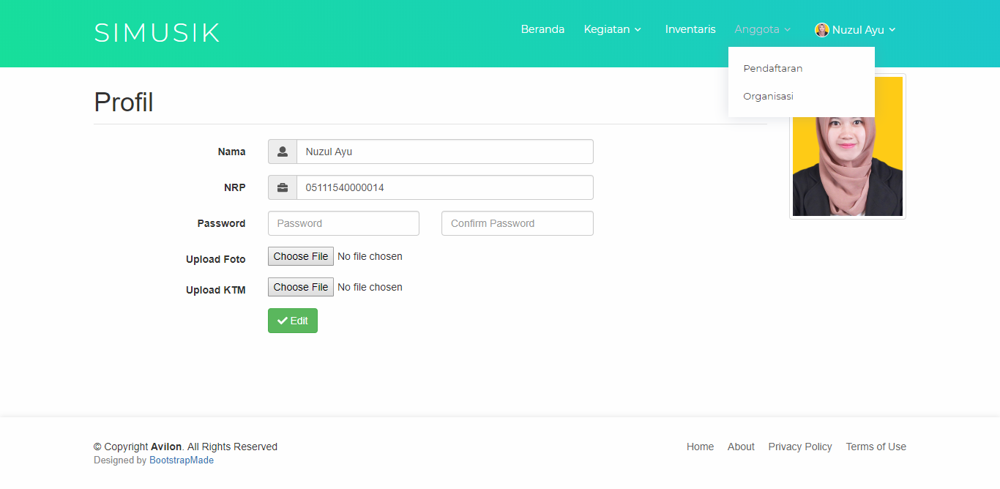 SIMUSIK
Beranda Kegiatan Inventaris Anggota Nuzul Ayu
Pendaftaran
Organisasi
Profil
Nama Nuzul Ayu
NRP 05111540000014
Password Password Confirm Password
Upload Foto Choose File No file chosen
Upload KTM Choose File No file chosen
Edit
© Copyright Avilon. All Rights Reserved
Designed by BootstrapMade
Home About Privacy Policy Terms of Use